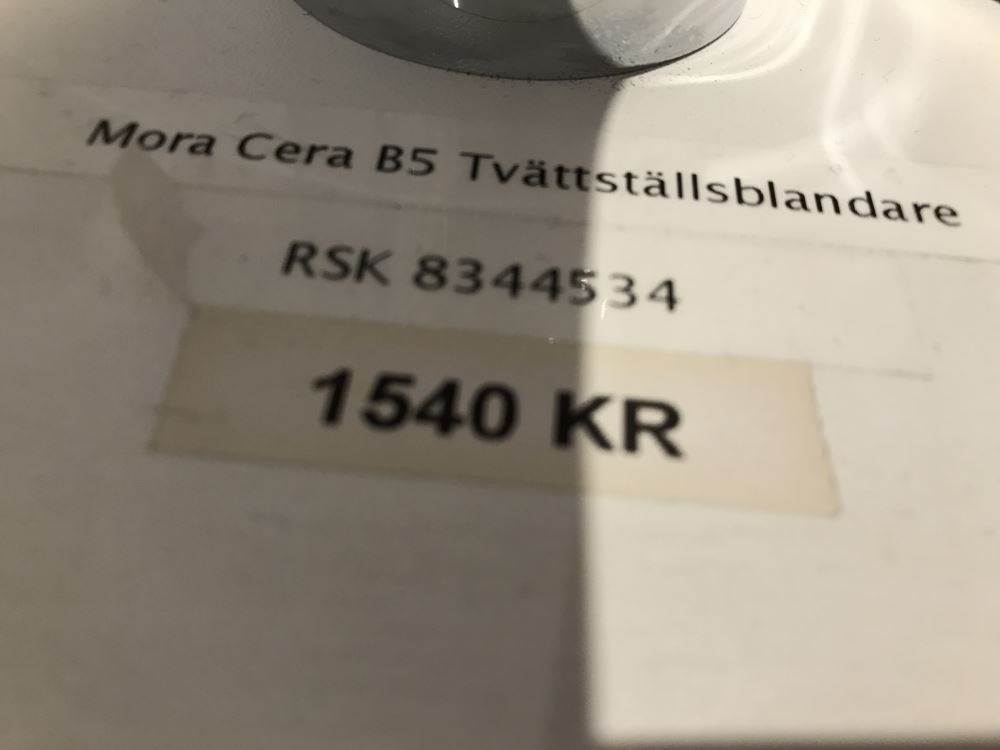 Mora Cera B5 Tvättställsblandare
RSK 8344534
1540 KR